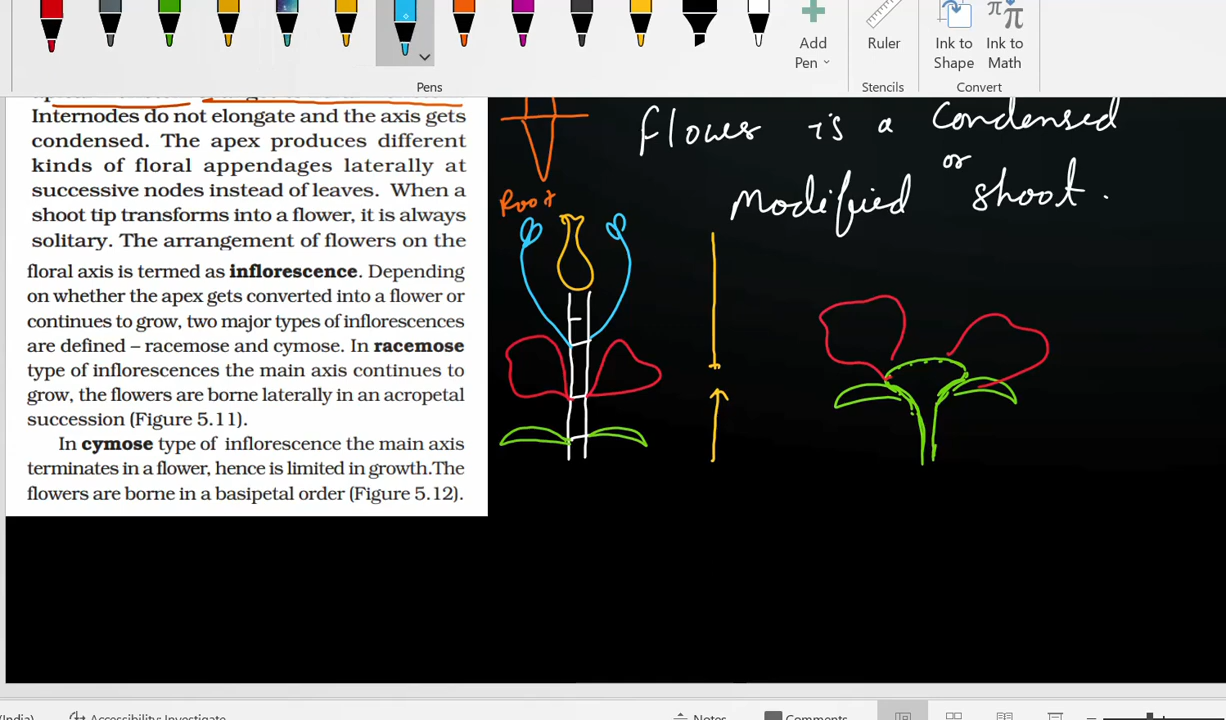 Add
Pen
Ruler
Ink to
Shape
Ink to
Math
Pens
Stencils
Convert
Internodes do not elongate and the axis gets
condensed. The apex produces different
kinds of floral appendages laterally at
successive nodes instead of leaves. When a
shoot tip transforms into a flower, it is always
solitary. The arrangement of flowers on the
floral axis is termed as inflorescence. Depending
on whether the apex gets converted into a flower or
continues to grow, two major types of inflorescences
are defined – racemose and cymose. In racemose
type of inflorescences the main axis continues to
grow, the flowers are borne laterally in an acropetal
succession (Figure 5.11).
In cymose type of inflorescence the main axis
terminates in a flower, hence is limited in growth.The
flowers are borne in a basipetal order (Figure 5.12).
Root
Flower is a Condensed
or
modified shoot.
(India)
Accessibility: Investigate
Notes
Comments